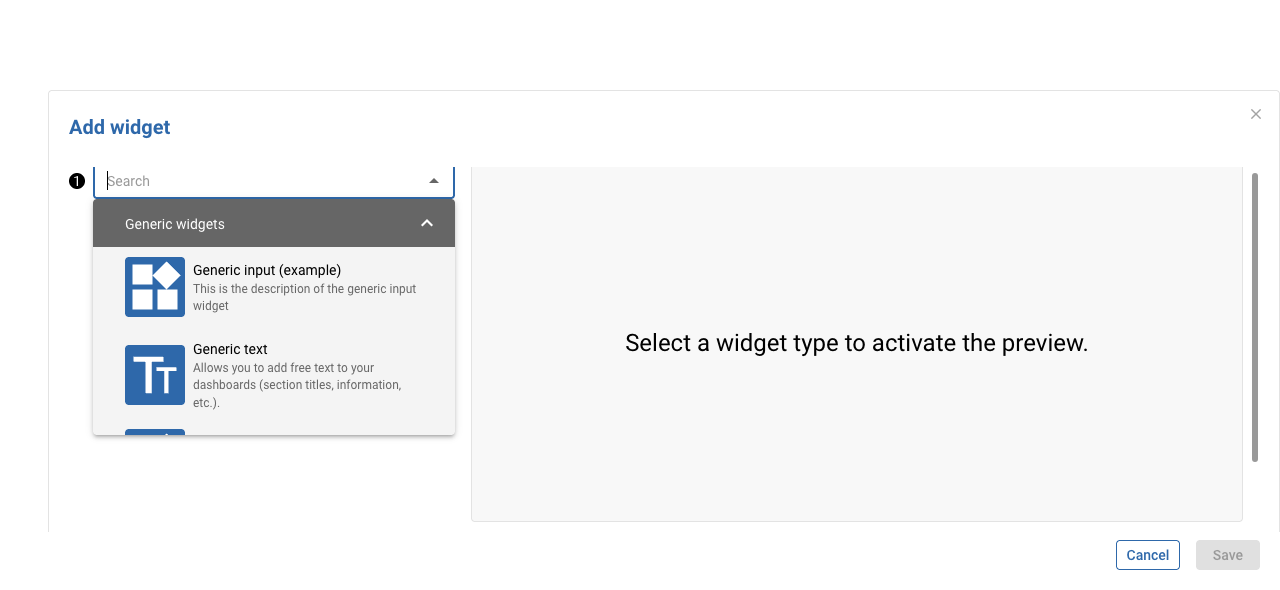 Add widget
1
Search
Generic widgets
Generic input (example)
This is the description of the generic input
widget
Generic text
Allows you to add free text to your
dashboards (section titles, information,
etc.).
Select a widget type to activate the preview.
Cancel
Save